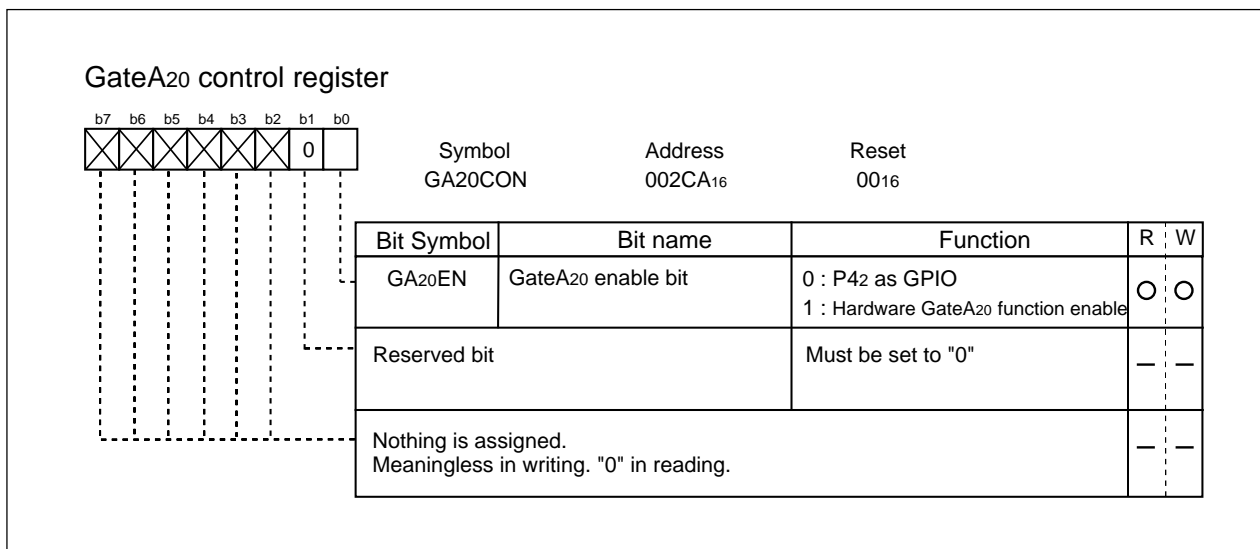 GateA20 control register
b7 b6 b5 b4 b3 b2 b1 b0
0
Symbol Address Reset
GA20CON 002CA16 0016
Bit Symbol Bit name Function R W
GA20EN GateA20 enable bit 0 : P42 as GPIO
1 : Hardware GateA20 function enable
Reserved bit Must be set to "0"
Nothing is assigned.
Meaningless in writing. "0" in reading.